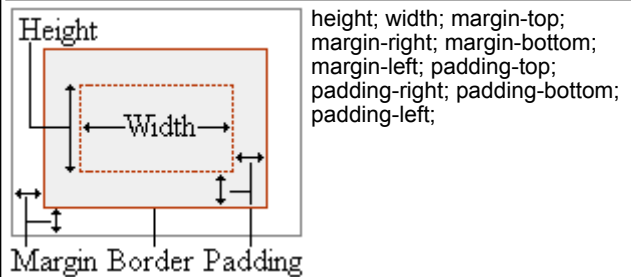 Height
Width
Margin Border Padding
height; width; margin-top;
margin-right; margin-bottom;
margin-left; padding-top;
padding-right; padding-bottom;
padding-left;